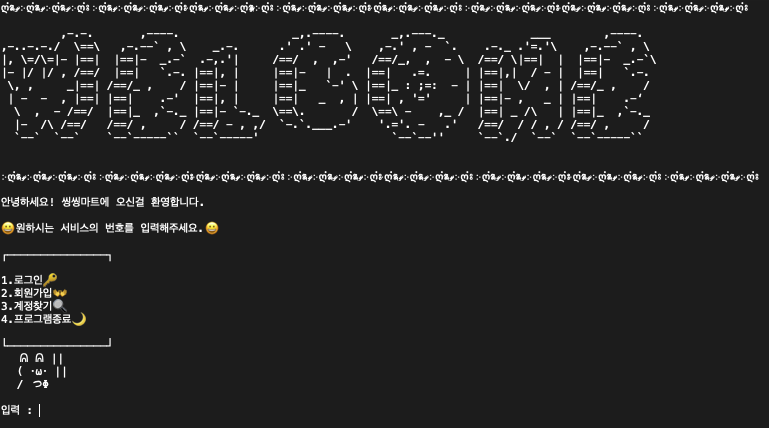 WELCOME
안녕하세요! 씽씽마트에 오신걸 환영합니다.
😀원하시는 서비스의 번호를 입력해주세요.😀
1.로그인🔑
2.회원가입👐
3.계정찾기🔍
4.프로그램종료🌙
입력 :